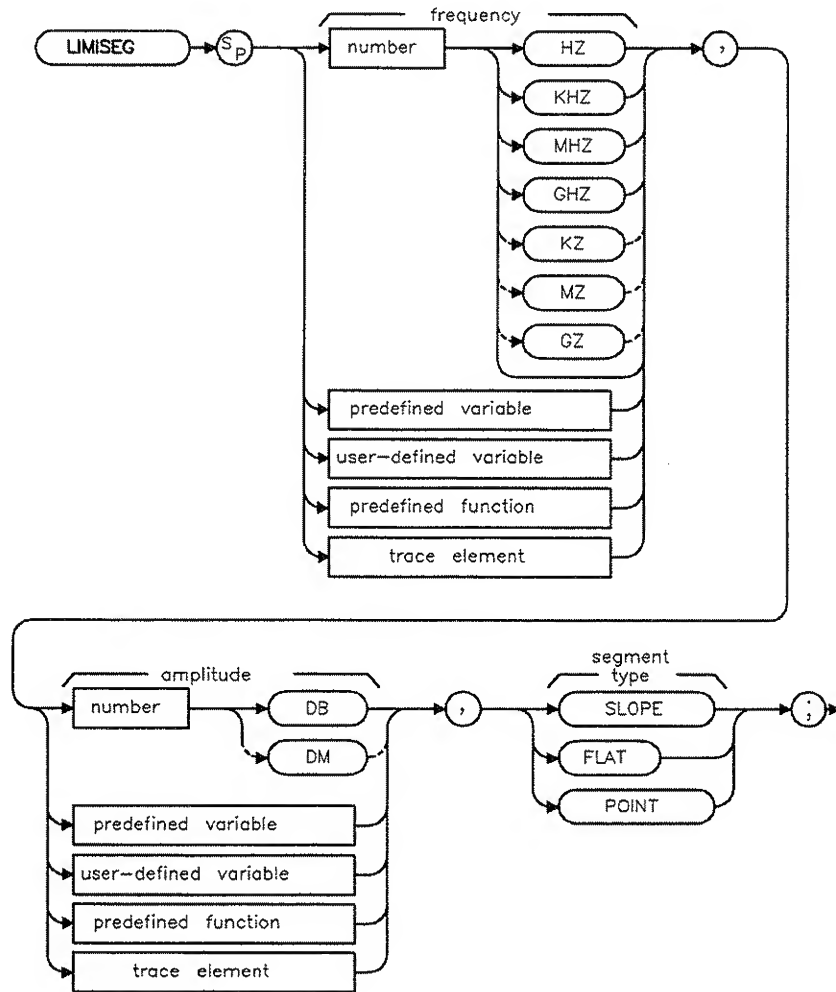 frequency
LIMISEG SP number HZ ,
KHZ
MHZ
GHZ
KZ
MZ
GZ
predefined variable
user-defined variable
predefined function
trace element
amplitude
segment
type
number DB , SLOPE ;
DM FLAT
POINT
predefined variable
user-defined variable
predefined function
trace element